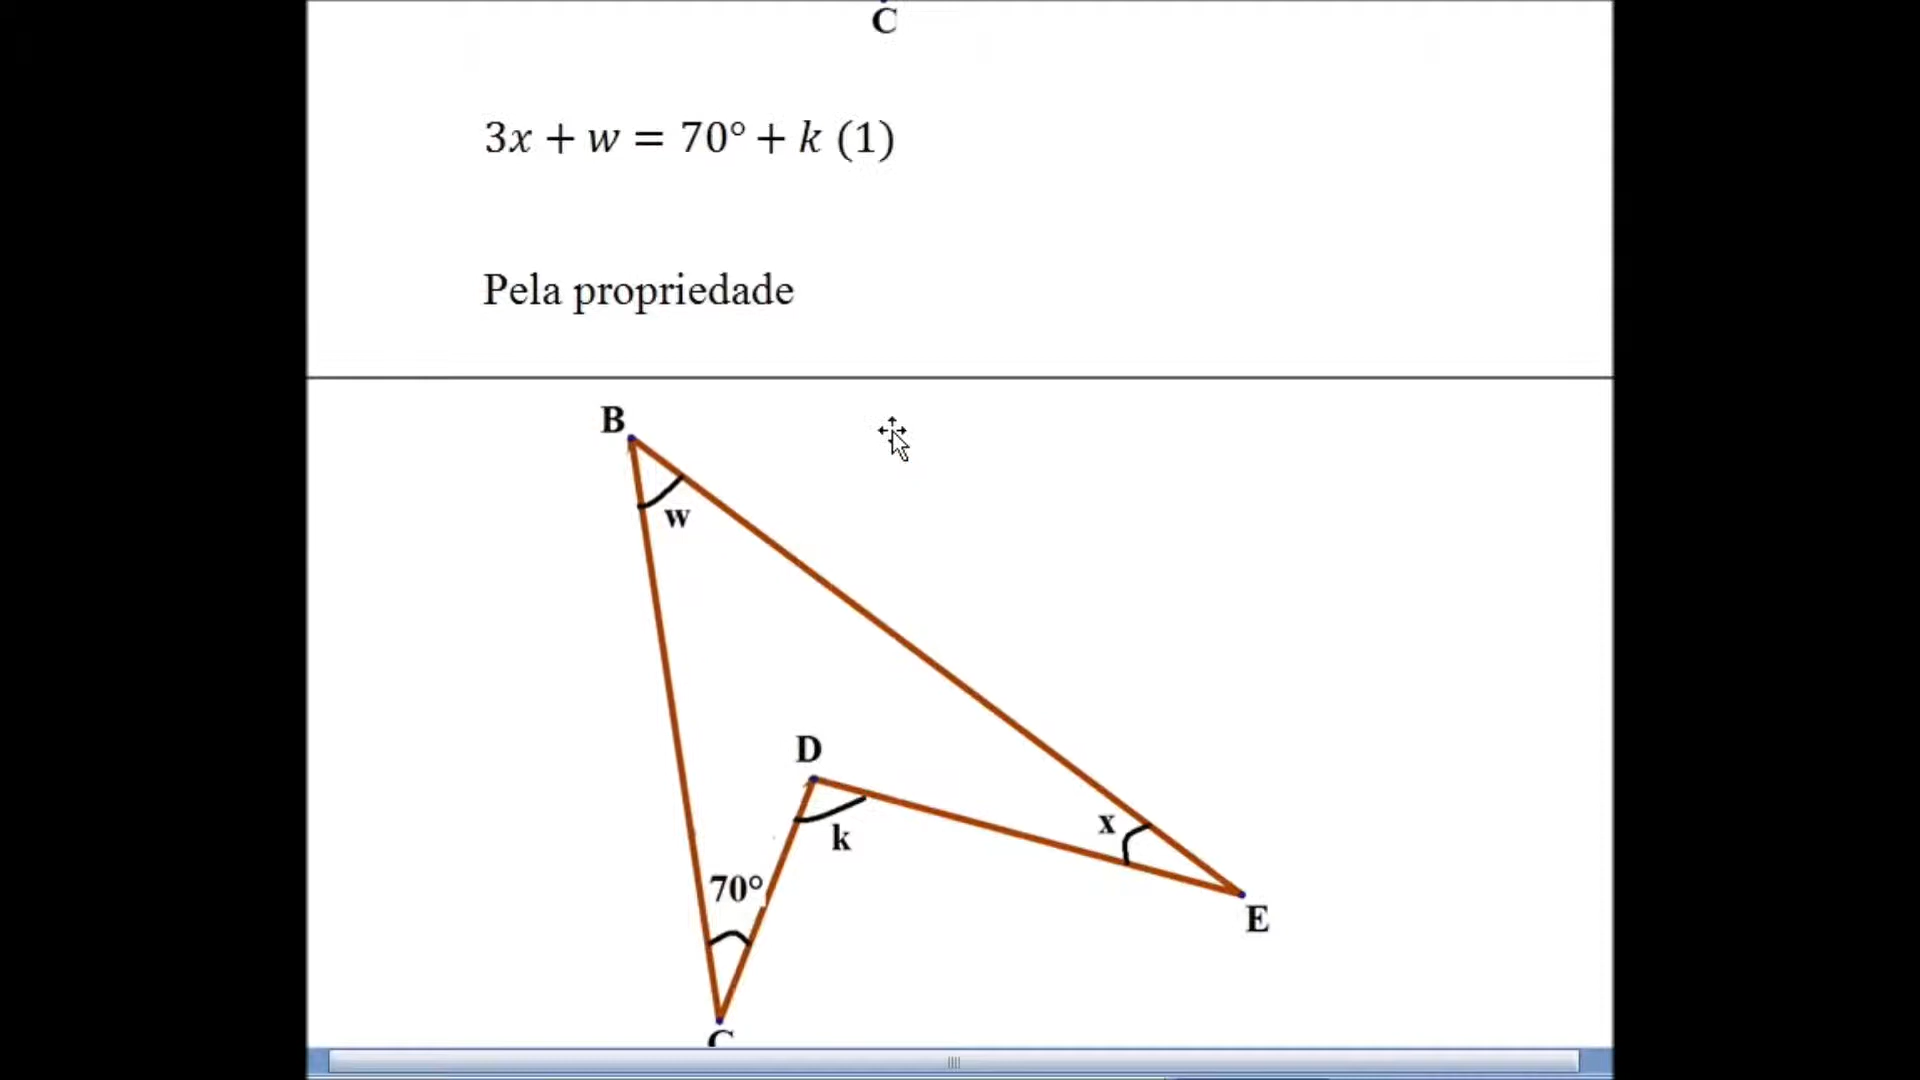 C
3x + w = 70° + k (1)
Pela propriedade
B
w
D
k
x
70°
E
C